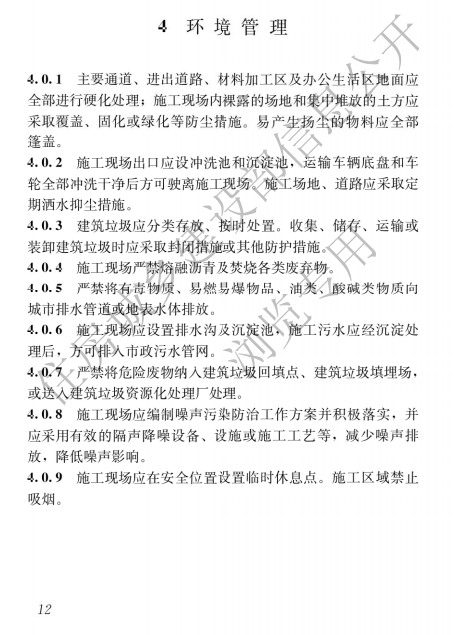 4 环境管理
4.0.1 主要通道、进出道路、材料加工区及办公生活区地面应
全部进行硬化处理；施工现场内裸露的场地和集中堆放的土方应
采取覆盖、固化或绿化等防尘措施。易产生扬尘的物料应全部
篷盖。
4.0.2 施工现场出口应设冲洗池和沉淀池，运输车辆底盘和车
轮全部冲洗干净后方可驶离施工现场。施工场地、道路应采取定
期洒水抑尘措施。
4.0.3 建筑垃圾应分类存放、按时处置。收集、储存、运输或
装卸建筑垃圾时应采取封闭措施或其他防护措施。
4.0.4 施工现场严禁熔融沥青及焚烧各类废弃物。
4.0.5 严禁将有毒物质、易燃易爆物品、油类、酸碱类物质向
城市排水管道或地表水体排放。
4.0.6 施工现场应设置排水沟及沉淀池，施工污水应经沉淀处
理后，方可排入市政污水管网。
4.0.7 严禁将危险废物纳入建筑垃圾回填点、建筑垃圾填埋场，
或送入建筑垃圾资源化处理厂处理。
4.0.8 施工现场应编制噪声污染防治工作方案并积极落实，并
应采用有效的隔声降噪设备、设施或施工工艺等，减少噪声排
放，降低噪声影响。
4.0.9 施工现场应在安全位置设置临时休息点。施工区域禁止
吸烟。
12
住房城乡建设部信息公开
浏览专用